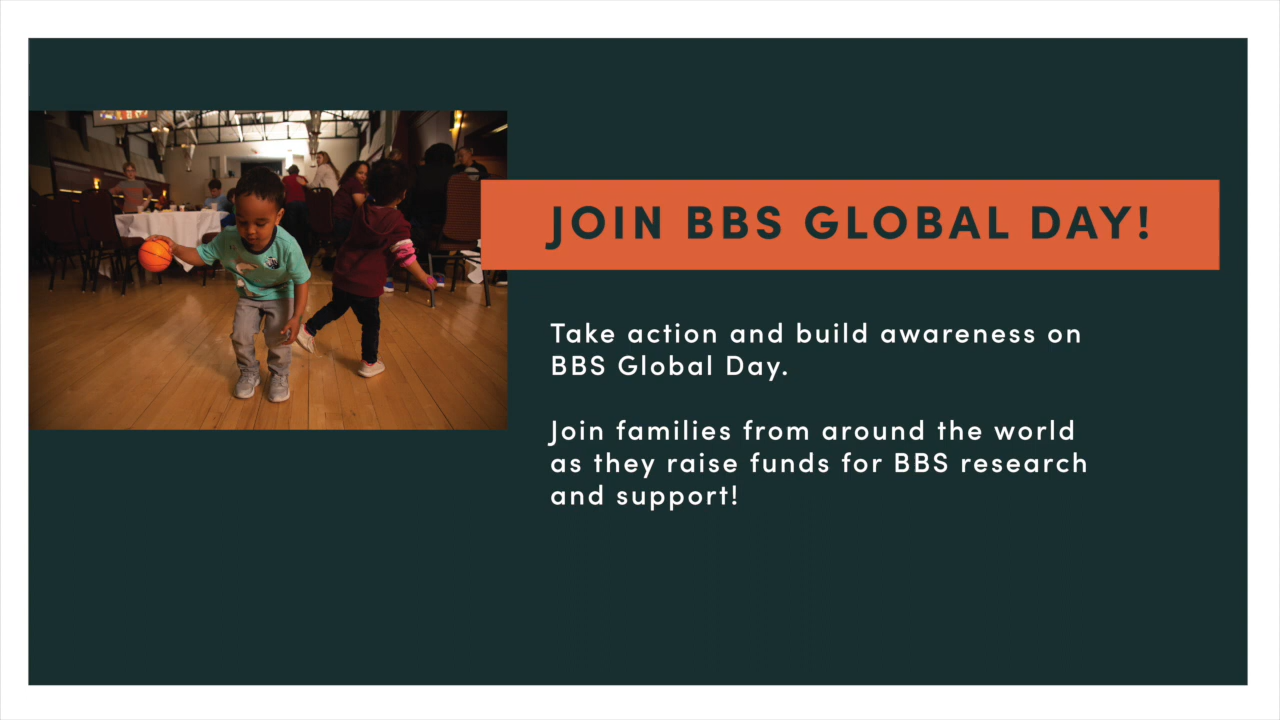 JOIN BBS GLOBAL DAY!
Take action and build awareness on
BBS Global Day.
Join families from around the world
as they raise funds for BBS research
and support!